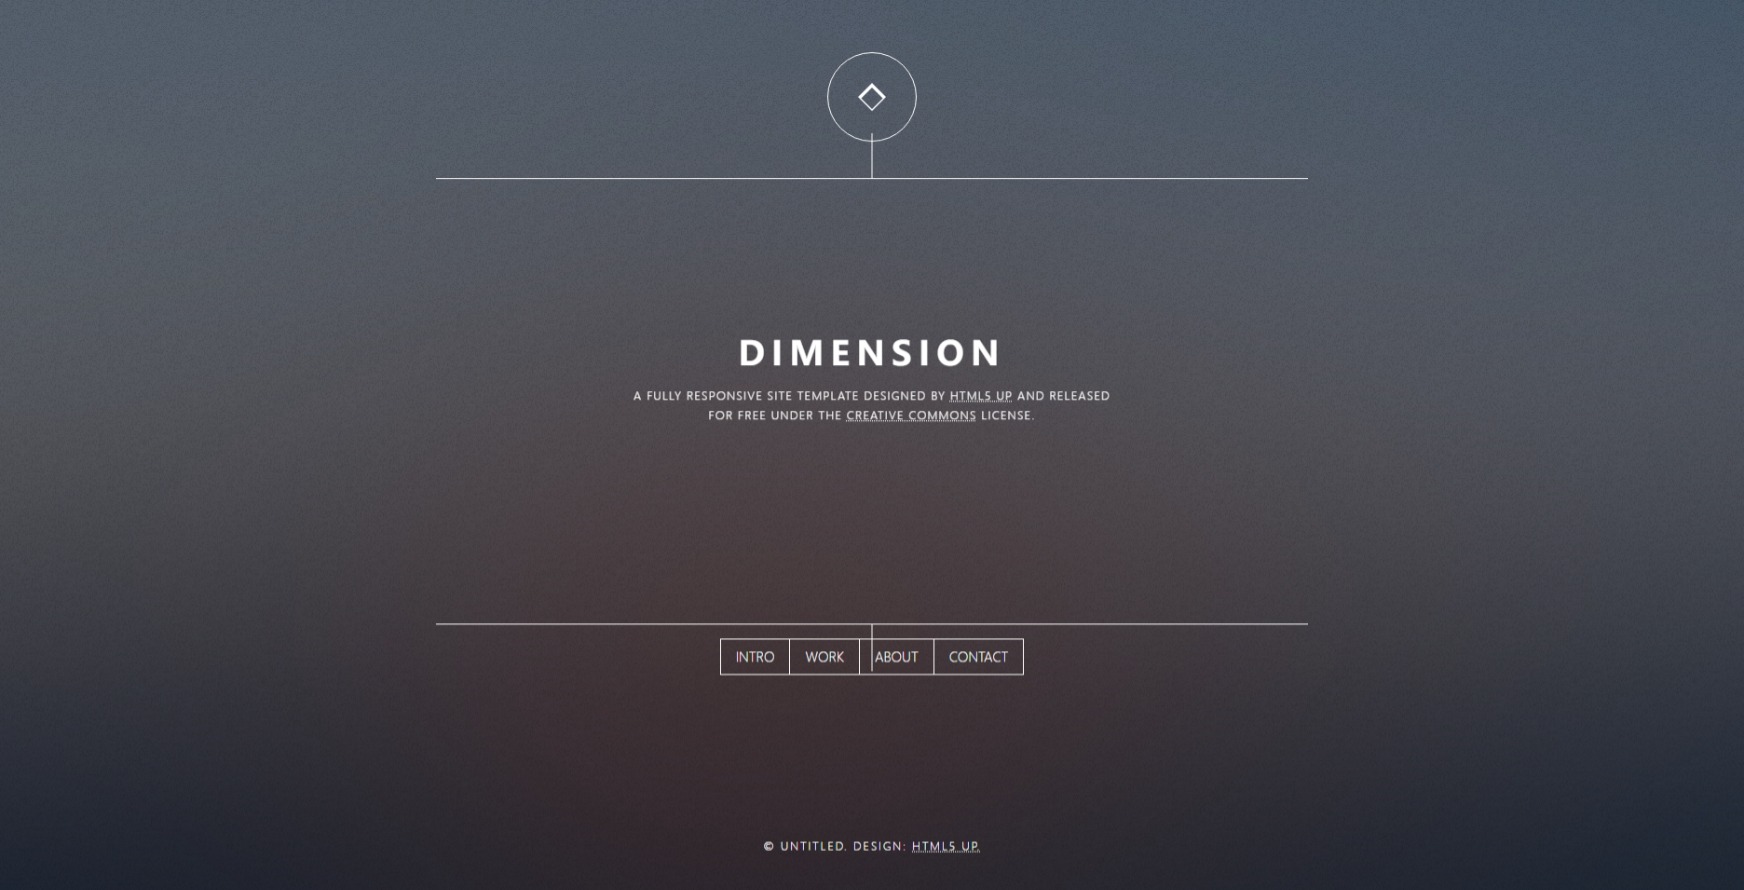 DIMENSION
A FULLY RESPONSIVE SITE TEMPLATE DESIGNED BY HTML5 UP AND RELEASED
FOR FREE UNDER THE CREATIVE COMMONS LICENSE.
INTRO WORK ABOUT CONTACT
© UNTITLED. DESIGN: HTML5 UP.